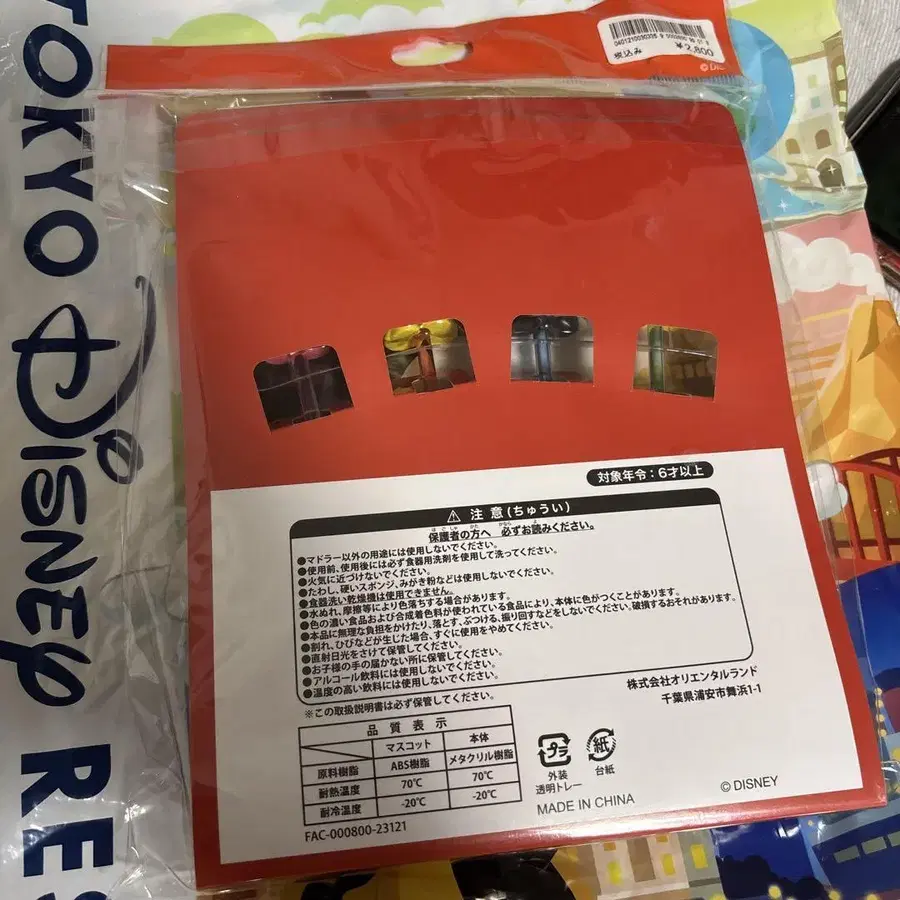 TOKYO DISNEY RES
税込み ¥2,800
対象年令:6才以上
⚠ 注意(ちゅうい)
保護者の方へ 必ずお読みください。
●マドラー以外の用途には使用しないでください。
●使用前、使用後には必ず食器用洗剤を使用して洗ってください。
●火気に近づけないでください。
●たわし、硬いスポンジ、みがき粉などは使用しないでください。
●食器洗い乾燥機は使用できません。
●水ぬれ、摩擦等により色落ちする場合があります。
●色の濃い食品および合成着色料が使われている食品により、本体に色がつくことがあります。
●本品に無理な負担をかけたり、落とす、ぶつける、振り回すなどをしないでください。破損するおそれがあります。
●割れ、ひびなどが生じた場合、すぐに使用をやめてください。
●直射日光をさけて保管してください。
●お子様の手の届かない所に保管してください。
●アルコール飲料には使用しないでください。
●温度の高い飲料には使用しないでください。
株式会社オリエンタルランド
千葉県浦安市舞浜1-1
※この取扱説明書は必ず保管してください。
品質表示
マスコット 本体
原料樹脂 ABS樹脂 メタクリル樹脂
耐熱温度 70℃ 70℃
耐冷温度 -20℃ -20℃
FAC-000800-23121
プラ
外装
透明トレー
紙
台紙
MADE IN CHINA
© DISNEY